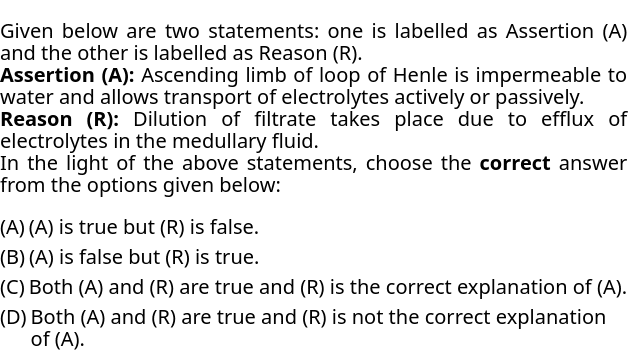 Given below are two statements: one is labelled as Assertion (A)
and the other is labelled as Reason (R).
Assertion (A): Ascending limb of loop of Henle is impermeable to
water and allows transport of electrolytes actively or passively.
Reason (R): Dilution of filtrate takes place due to efflux of
electrolytes in the medullary fluid.
In the light of the above statements, choose the correct answer
from the options given below:
(A) (A) is true but (R) is false.
(B) (A) is false but (R) is true.
(C) Both (A) and (R) are true and (R) is the correct explanation of (A).
(D) Both (A) and (R) are true and (R) is not the correct explanation
of (A).